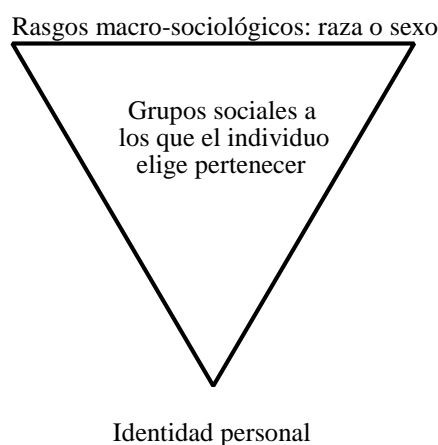 Rasgos macro-sociológicos: raza o sexo
Grupos sociales a
los que el individuo
elige pertenecer
Identidad personal